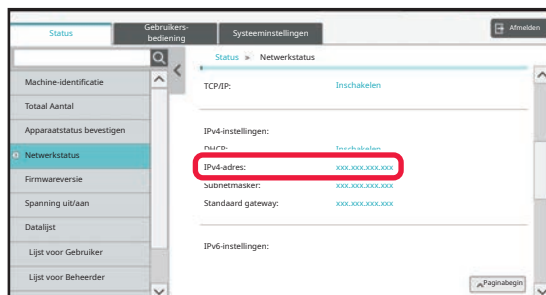 Status
Gebruikers-
bediening
Systeeminstellingen
Afmelden
Status » Netwerkstatus
Machine-identificatie
Totaal Aantal
Apparaatstatus bevestigen
Netwerkstatus
Firmwareversie
Spanning uit/aan
Datalijst
Lijst voor Gebruiker
Lijst voor Beheerder
TCP/IP: Inschakelen
IPv4-instellingen:
DHCP: Inschakelen
IPv4-adres: xxx.xxx.xxx.xxx
Subnetmasker: xxx.xxx.xxx.xxx
Standaard gateway: xxx.xxx.xxx.xxx
IPv6-instellingen:
Paginabegin